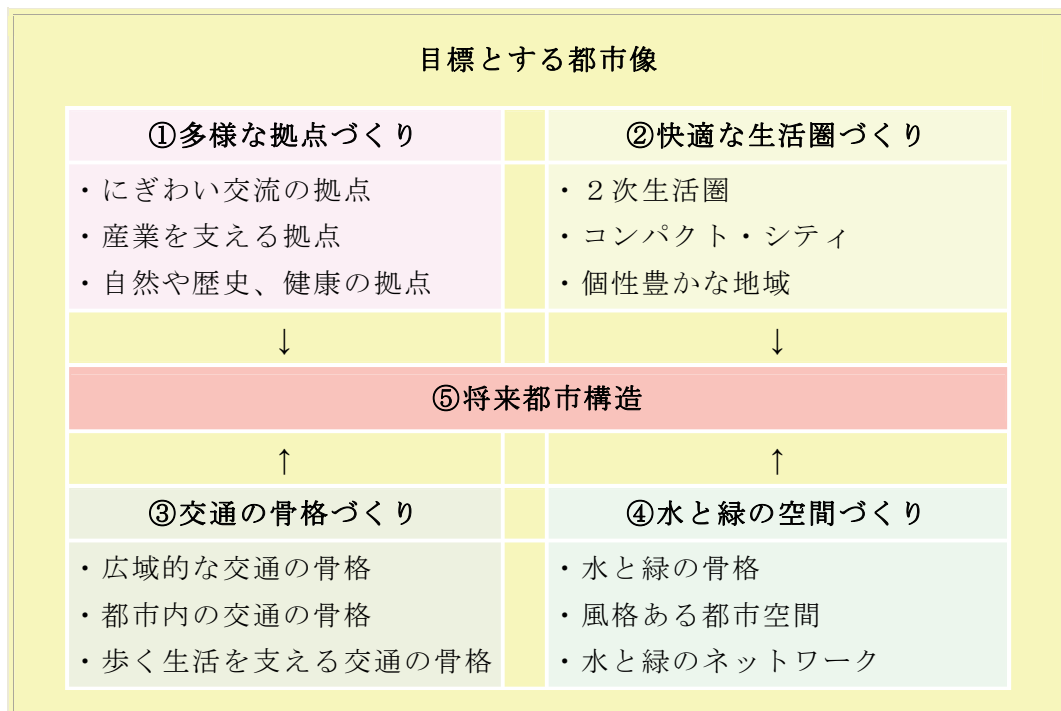 目標とする都市像
①多様な拠点づくり
・にぎわい交流の拠点
・産業を支える拠点
・自然や歴史、健康の拠点
②快適な生活圏づくり
・２次生活圏
・コンパクト・シティ
・個性豊かな地域
↓
↓
⑤将来都市構造
↑
↑
③交通の骨格づくり
・広域的な交通の骨格
・都市内の交通の骨格
・歩く生活を支える交通の骨格
④水と緑の空間づくり
・水と緑の骨格
・風格ある都市空間
・水と緑のネットワーク